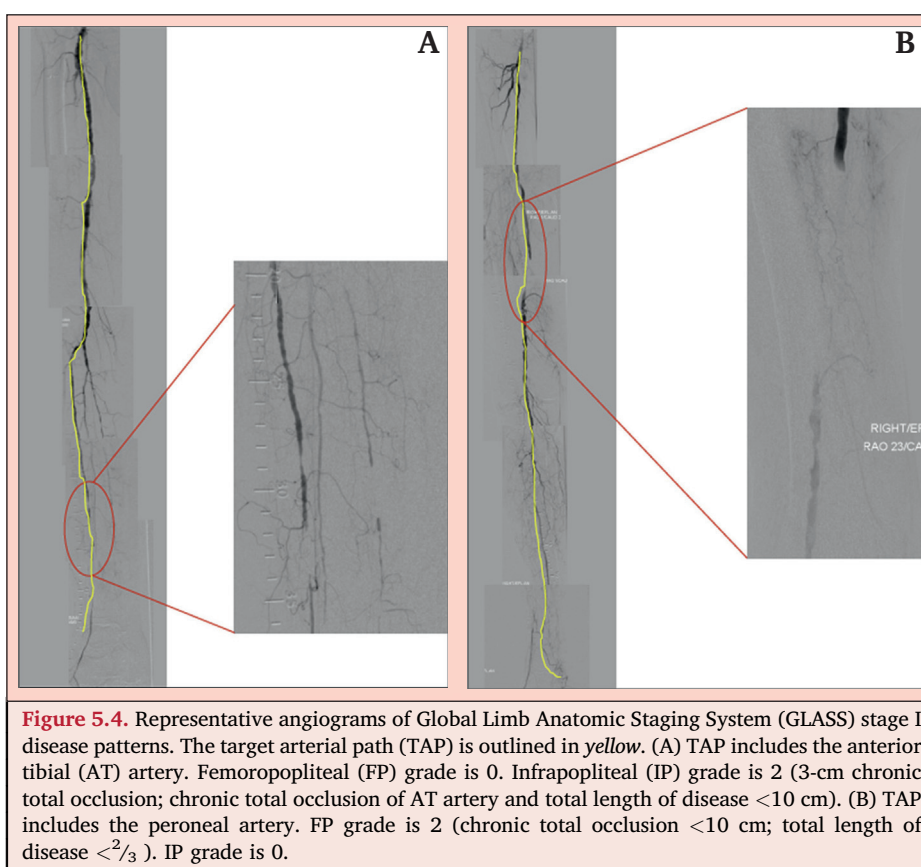 A
B
RIGHT/EF
RAO 23/CA
Figure 5.4. Representative angiograms of Global Limb Anatomic Staging System (GLASS) stage I
disease patterns. The target arterial path (TAP) is outlined in yellow. (A) TAP includes the anterior
tibial (AT) artery. Femoropopliteal (FP) grade is 0. Infrapopliteal (IP) grade is 2 (3-cm chronic
total occlusion; chronic total occlusion of AT artery and total length of disease <10 cm). (B) TAP
includes the peroneal artery. FP grade is 2 (chronic total occlusion <10 cm; total length of
disease <²/₃ ). IP grade is 0.